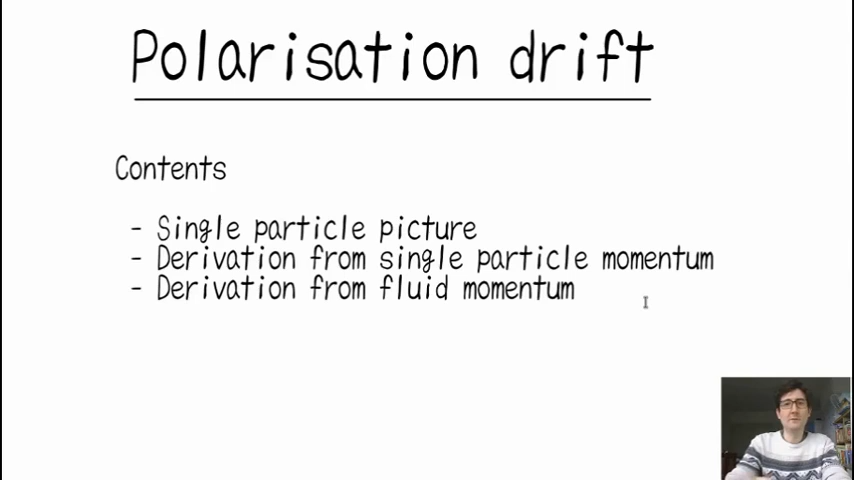 Polarisation drift
Contents
- Single particle picture
- Derivation from single particle momentum
- Derivation from fluid momentum